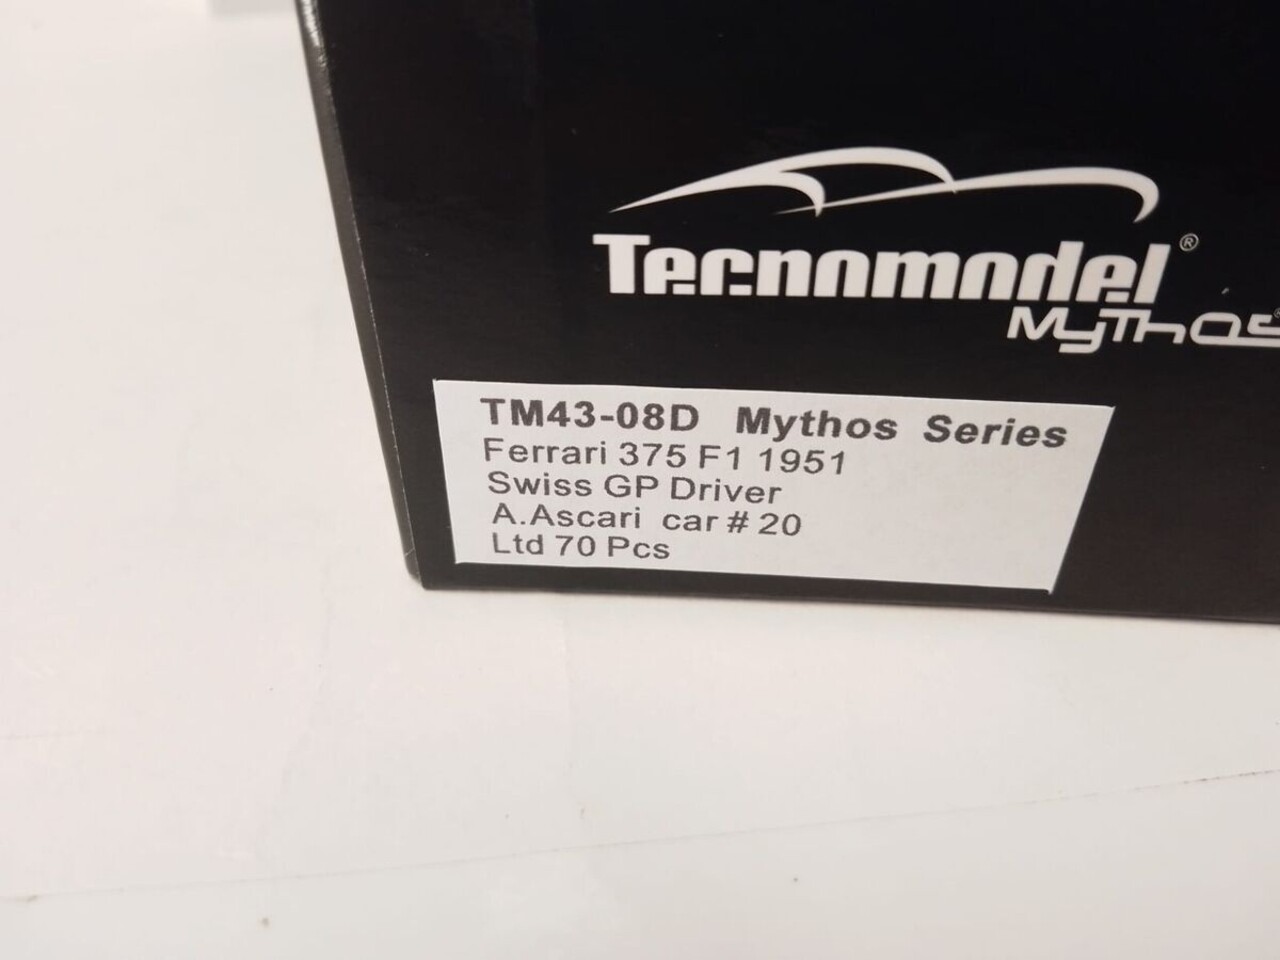 Tecnomodel®
MyThos
TM43-08D Mythos Series
Ferrari 375 F1 1951
Swiss GP Driver
A.Ascari car # 20
Ltd 70 Pcs